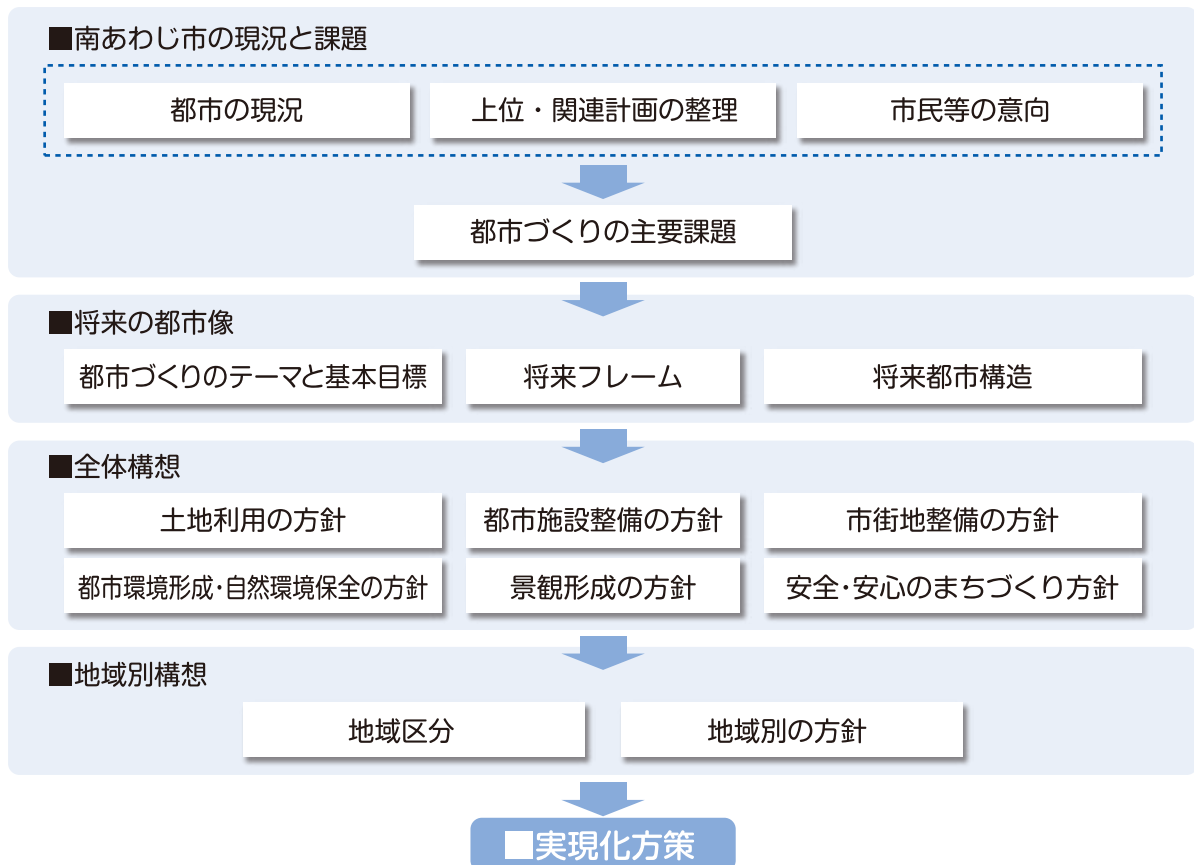 ■南あわじ市の現況と課題
都市の現況
上位・関連計画の整理
市民等の意向
都市づくりの主要課題
■将来の都市像
都市づくりのテーマと基本目標
将来フレーム
将来都市構造
■全体構想
土地利用の方針
都市施設整備の方針
市街地整備の方針
都市環境形成・自然環境保全の方針
景観形成の方針
安全・安心のまちづくり方針
■地域別構想
地域区分
地域別の方針
■実現化方策